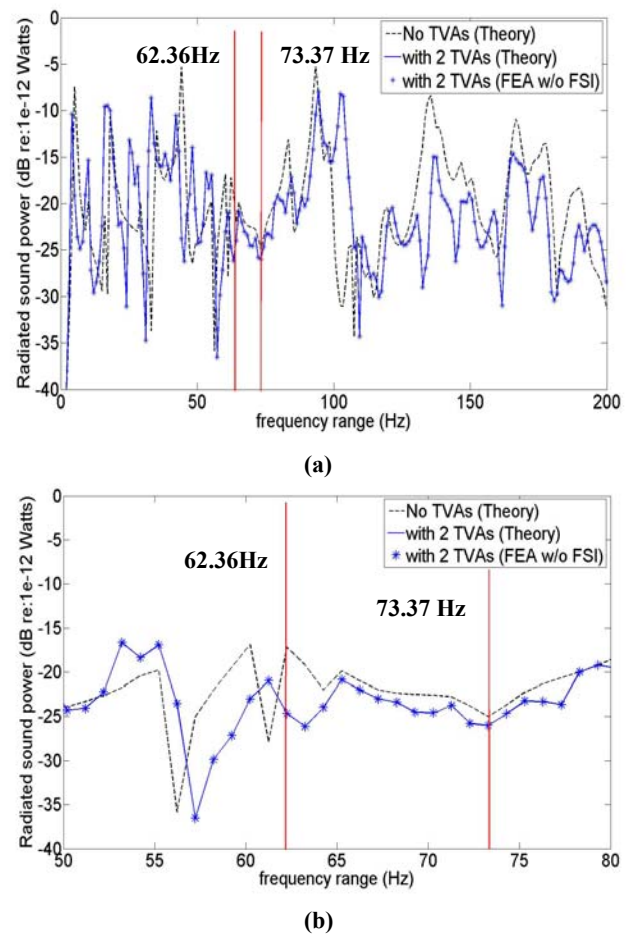 0
-5
-10
-15
-20
-25
-30
-35
-40
Radiated sound power (dB re:1e-12 Watts)
62.36Hz
73.37 Hz
No TVAs (Theory)
with 2 TVAs (Theory)
with 2 TVAs (FEA w/o FSI)
0 50 100 150 200
frequency range (Hz)
(a)
0
-5
-10
-15
-20
-25
-30
-35
-40
Radiated sound power (dB re:1e-12 Watts)
No TVAs (Theory)
with 2 TVAs (Theory)
with 2 TVAs (FEA w/o FSI)
62.36Hz
73.37 Hz
50 55 60 65 70 75 80
frequency range (Hz)
(b)